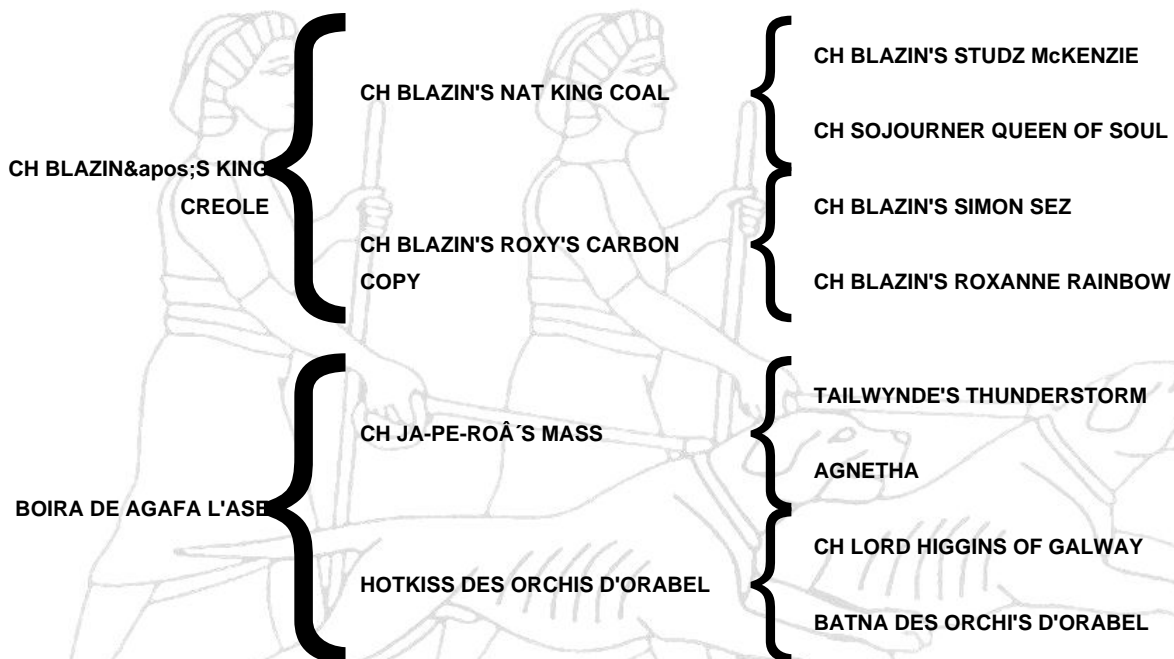 CH BLAZIN'S STUDZ McKENZIE
CH BLAZIN'S NAT KING COAL
CH SOJOURNER QUEEN OF SOUL
CH BLAZIN&apos;S KING
CREOLE
CH BLAZIN'S SIMON SEZ
CH BLAZIN'S ROXY'S CARBON
COPY
CH BLAZIN'S ROXANNE RAINBOW
TAILWYNDE'S THUNDERSTORM
CH JA-PE-ROÂ´S MASS
AGNETHA
BOIRA DE AGAFA L'ASE
CH LORD HIGGINS OF GALWAY
HOTKISS DES ORCHIS D'ORABEL
BATNA DES ORCHI'S D'ORABEL